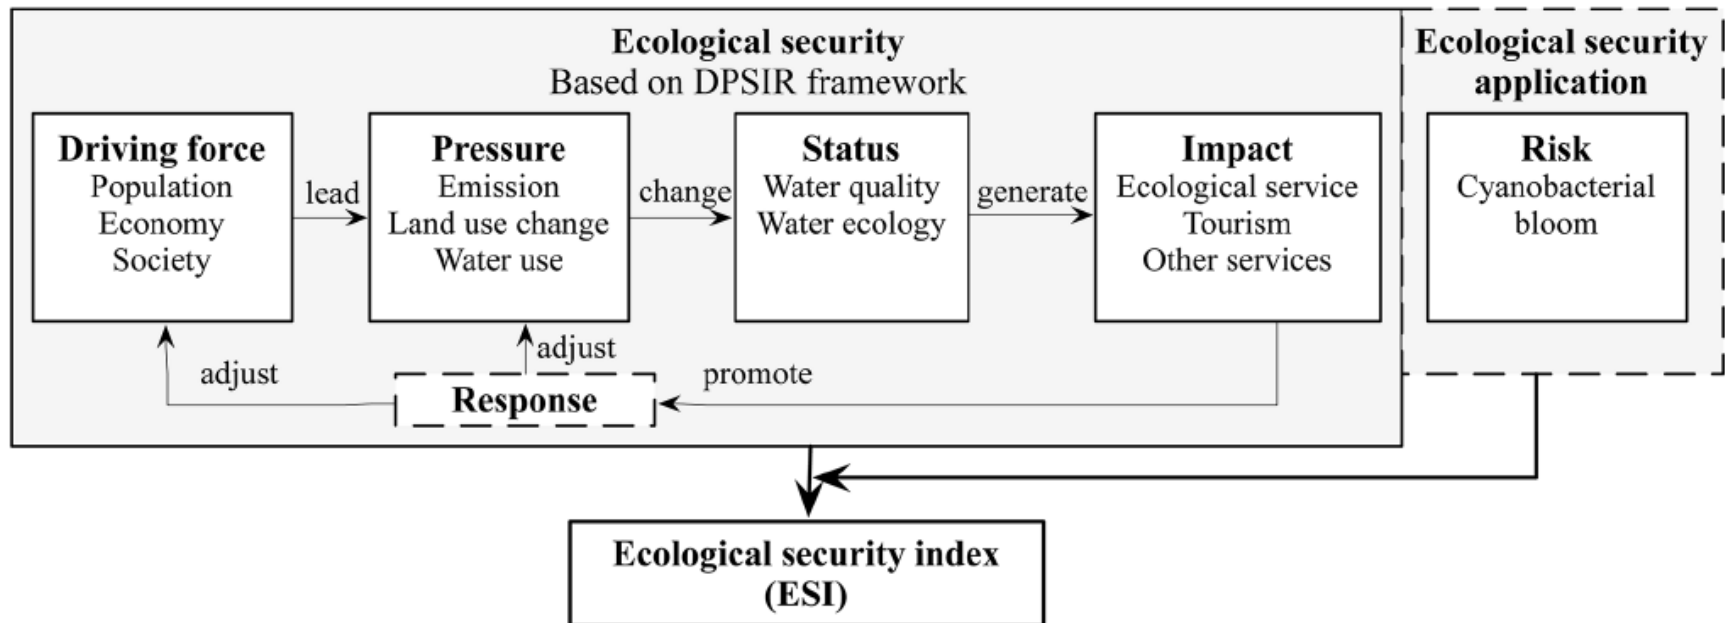 Ecological security
Based on DPSIR framework
Ecological security
application
Driving force
Population
Economy
Society
lead
Pressure
Emission
Land use change
Water use
change
Status
Water quality
Water ecology
generate
Impact
Ecological service
Tourism
Other services
Risk
Cyanobacterial
bloom
adjust
adjust
promote
Response
Ecological security index
(ESI)